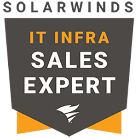 SOLARWINDS
IT INFRA
SALES
EXPERT